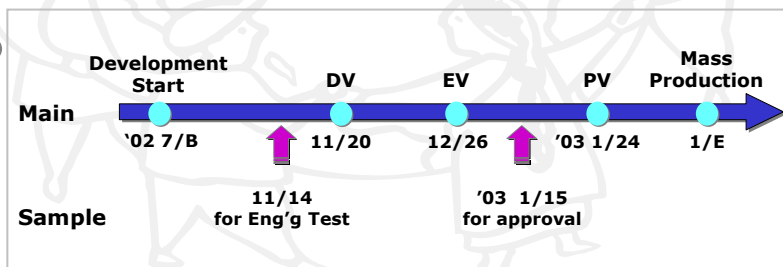 Development
Start
DV
EV
PV
Mass
Production
Main
‘02 7/B
11/20
12/26
’03 1/24
1/E
Sample
11/14
for Eng’g Test
’03 1/15
for approval